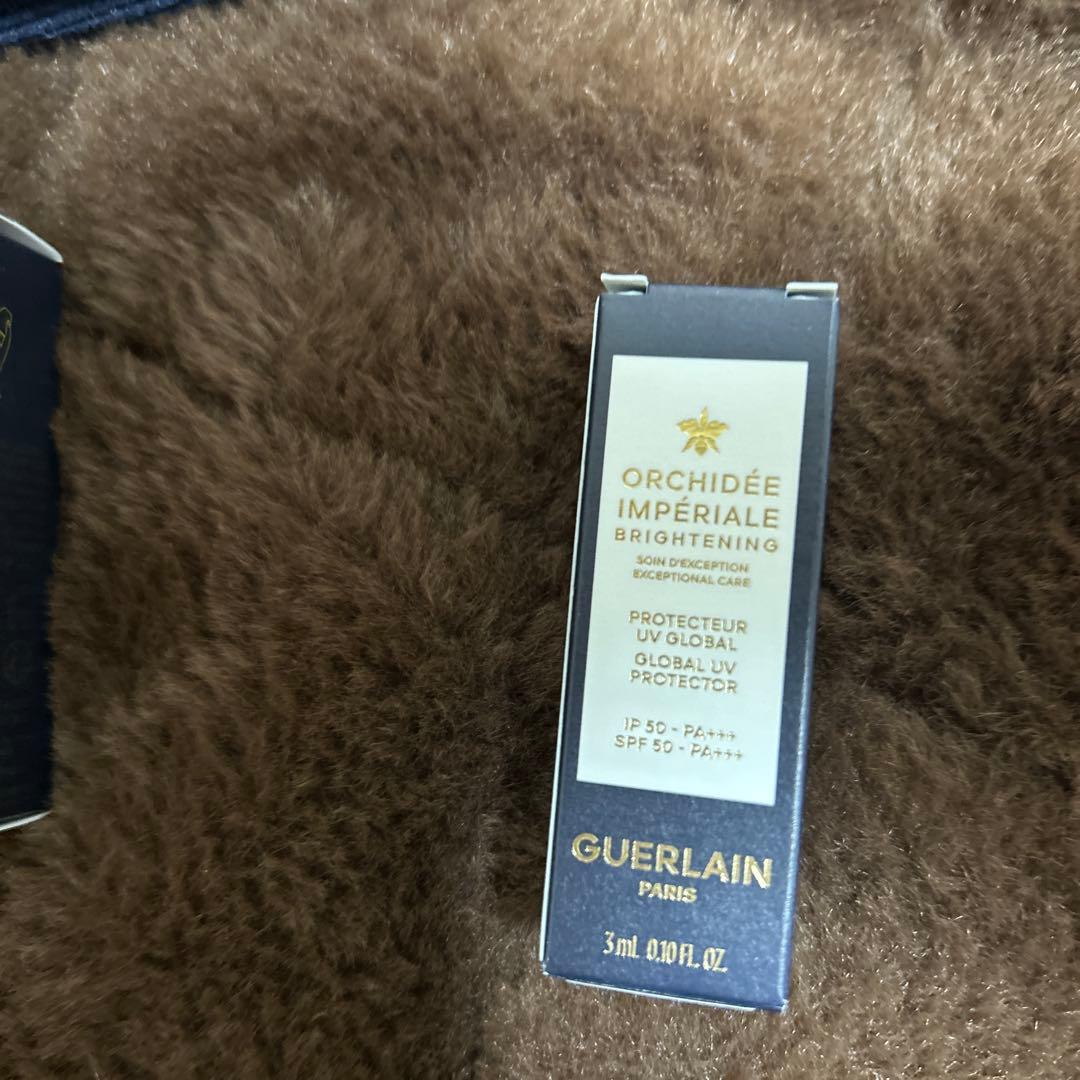 ORCHIDÉE
IMPÉRIALE
BRIGHTENING
SOIN D'EXCEPTION
EXCEPTIONAL CARE
PROTECTEUR
UV GLOBAL
GLOBAL UV
PROTECTOR
IP 50 - PA+++
SPF 50 - PA+++
GUERLAIN
PARIS
3 ml 0.10 FL. OZ.